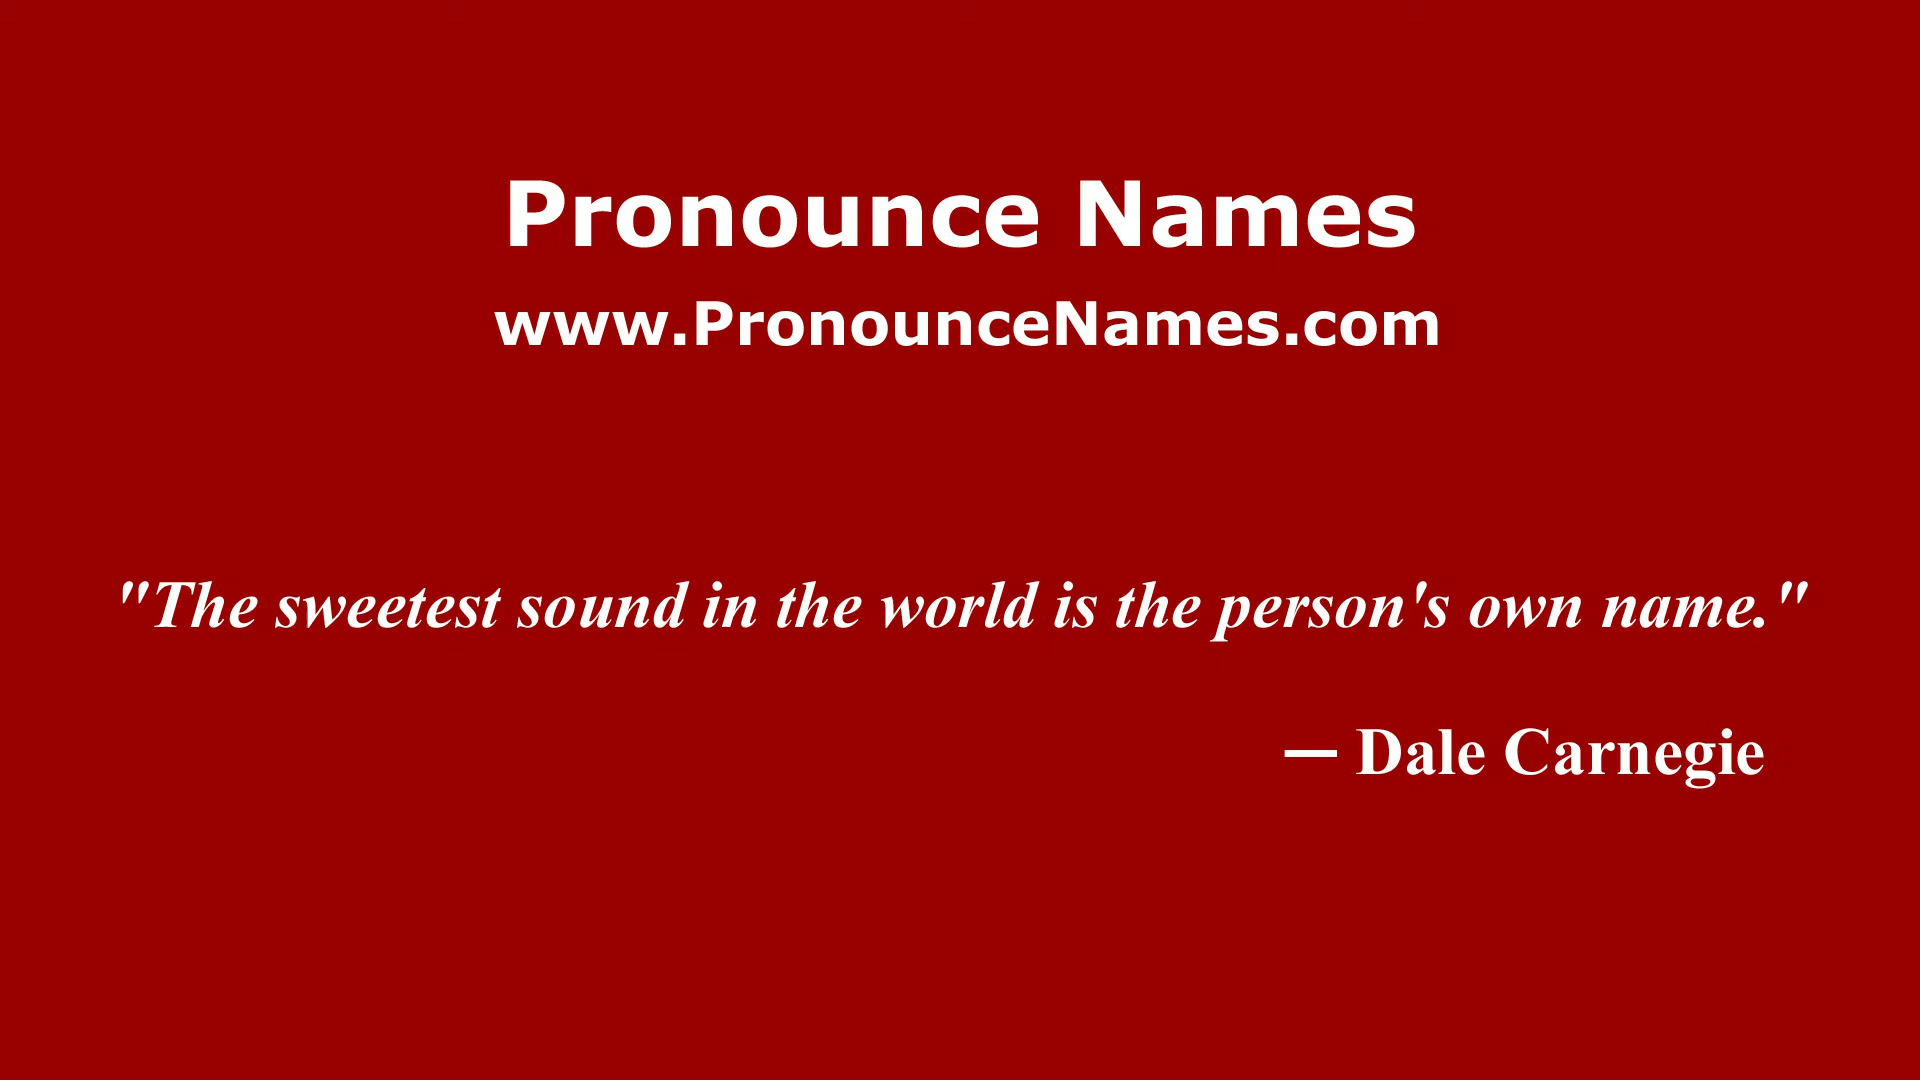 Pronounce Names
www.PronounceNames.com
"The sweetest sound in the world is the person's own name."
— Dale Carnegie